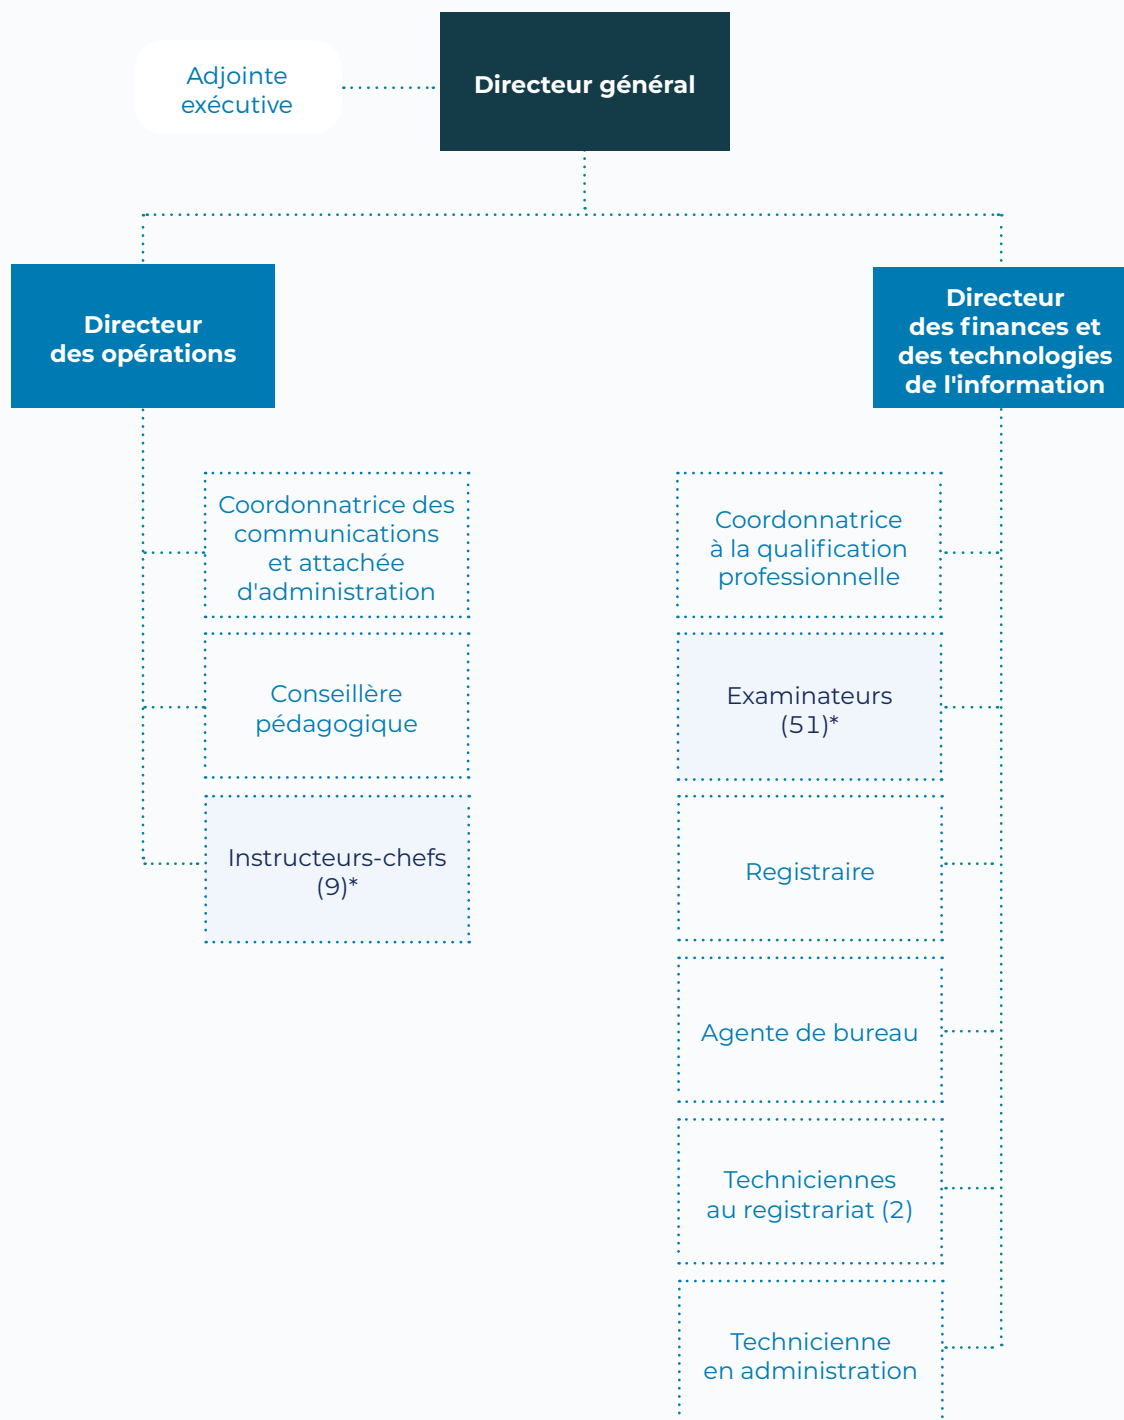 Adjointe
exécutive
Directeur général
Directeur
des opérations
Directeur
des finances et
des technologies
de l'information
Coordonnatrice des
communications
et attachée
d'administration
Conseillère
pédagogique
Instructeurs-chefs
(9)*
Coordonnatrice
à la qualification
professionnelle
Examinateurs
(51)*
Registraire
Agente de bureau
Techniciennes
au registrariat (2)
Technicienne
en administration